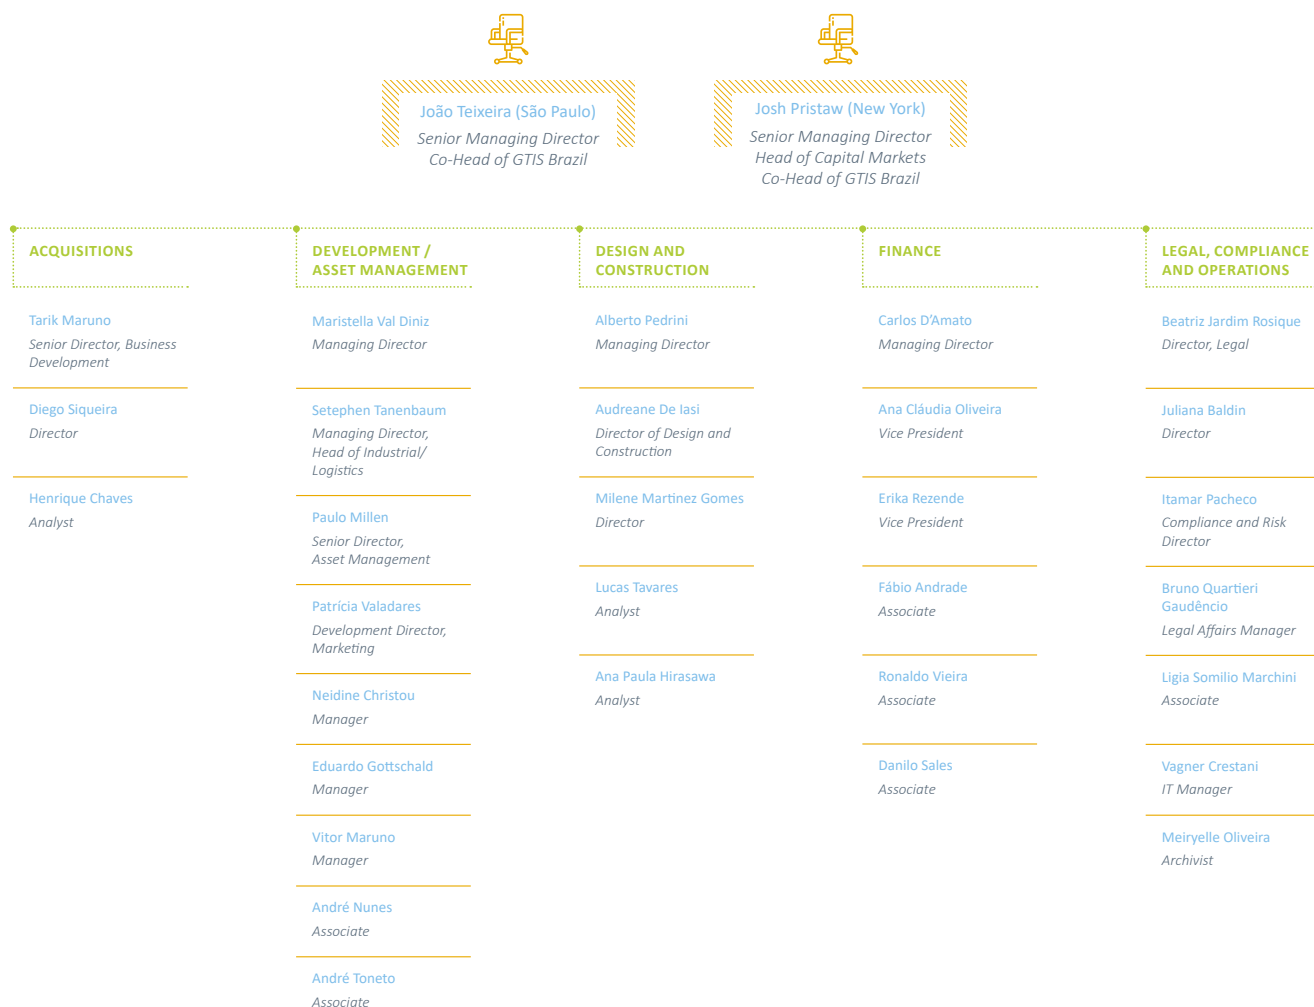 João Teixeira (São Paulo)
Senior Managing Director
Co-Head of GTIS Brazil
Josh Pristaw (New York)
Senior Managing Director
Head of Capital Markets
Co-Head of GTIS Brazil
ACQUISITIONS
Tarik Maruno
Senior Director, Business
Development
Diego Siqueira
Director
Henrique Chaves
Analyst
DEVELOPMENT /
ASSET MANAGEMENT
Maristella Val Diniz
Managing Director
Setephen Tanenbaum
Managing Director,
Head of Industrial/
Logistics
Paulo Millen
Senior Director,
Asset Management
Patrícia Valadares
Development Director,
Marketing
Neidine Christou
Manager
Eduardo Gottschald
Manager
Vitor Maruno
Manager
André Nunes
Associate
André Toneto
Associate
DESIGN AND
CONSTRUCTION
Alberto Pedrini
Managing Director
Audreane De Iasi
Director of Design and
Construction
Milene Martinez Gomes
Director
Lucas Tavares
Analyst
Ana Paula Hirasawa
Analyst
FINANCE
Carlos D’Amato
Managing Director
Ana Cláudia Oliveira
Vice President
Erika Rezende
Vice President
Fábio Andrade
Associate
Ronaldo Vieira
Associate
Danilo Sales
Associate
LEGAL, COMPLIANCE
AND OPERATIONS
Beatriz Jardim Rosique
Director, Legal
Juliana Baldin
Director
Itamar Pacheco
Compliance and Risk
Director
Bruno Quartieri
Gaudêncio
Legal Affairs Manager
Ligia Somilio Marchini
Associate
Vagner Crestani
IT Manager
Meiryelle Oliveira
Archivist